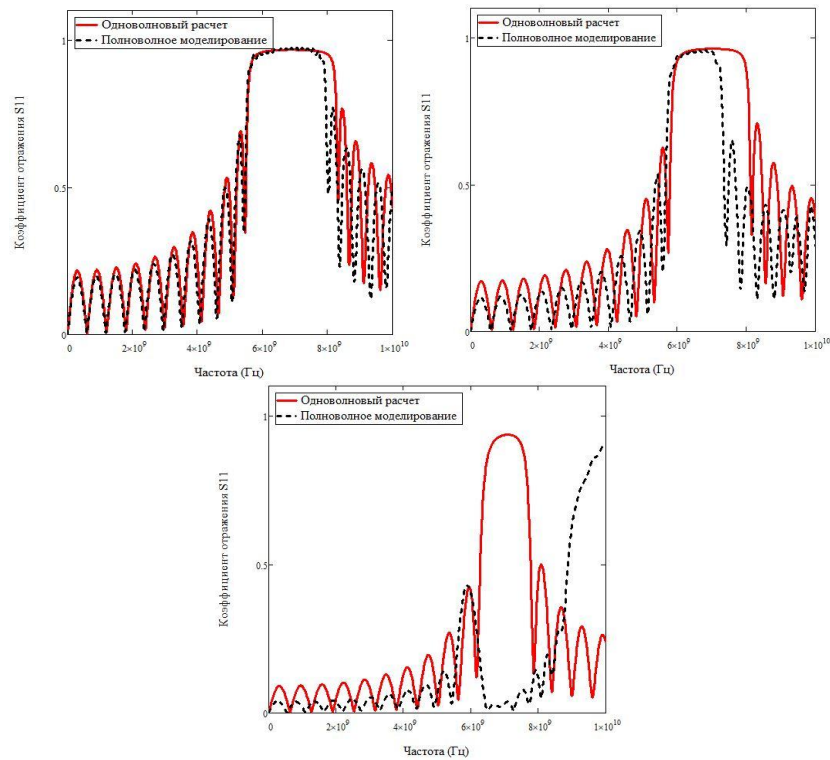 Одноволновый расчет
Полноволное моделирование
Коэффициент отражения S11
1
0.5
0
0 2×10⁹ 4×10⁹ 6×10⁹ 8×10⁹ 1×10¹⁰
Частота (Гц)
Одноволновый расчет
Полноволное моделирование
Коэффициент отражения S11
1
0.5
0
0 2×10⁹ 4×10⁹ 6×10⁹ 8×10⁹ 1×10¹⁰
Частота (Гц)
Одноволновый расчет
Полноволное моделирование
Коэффициент отражения S11
1
0.5
0
0 2×10⁹ 4×10⁹ 6×10⁹ 8×10⁹ 1×10¹⁰
Частота (Гц)